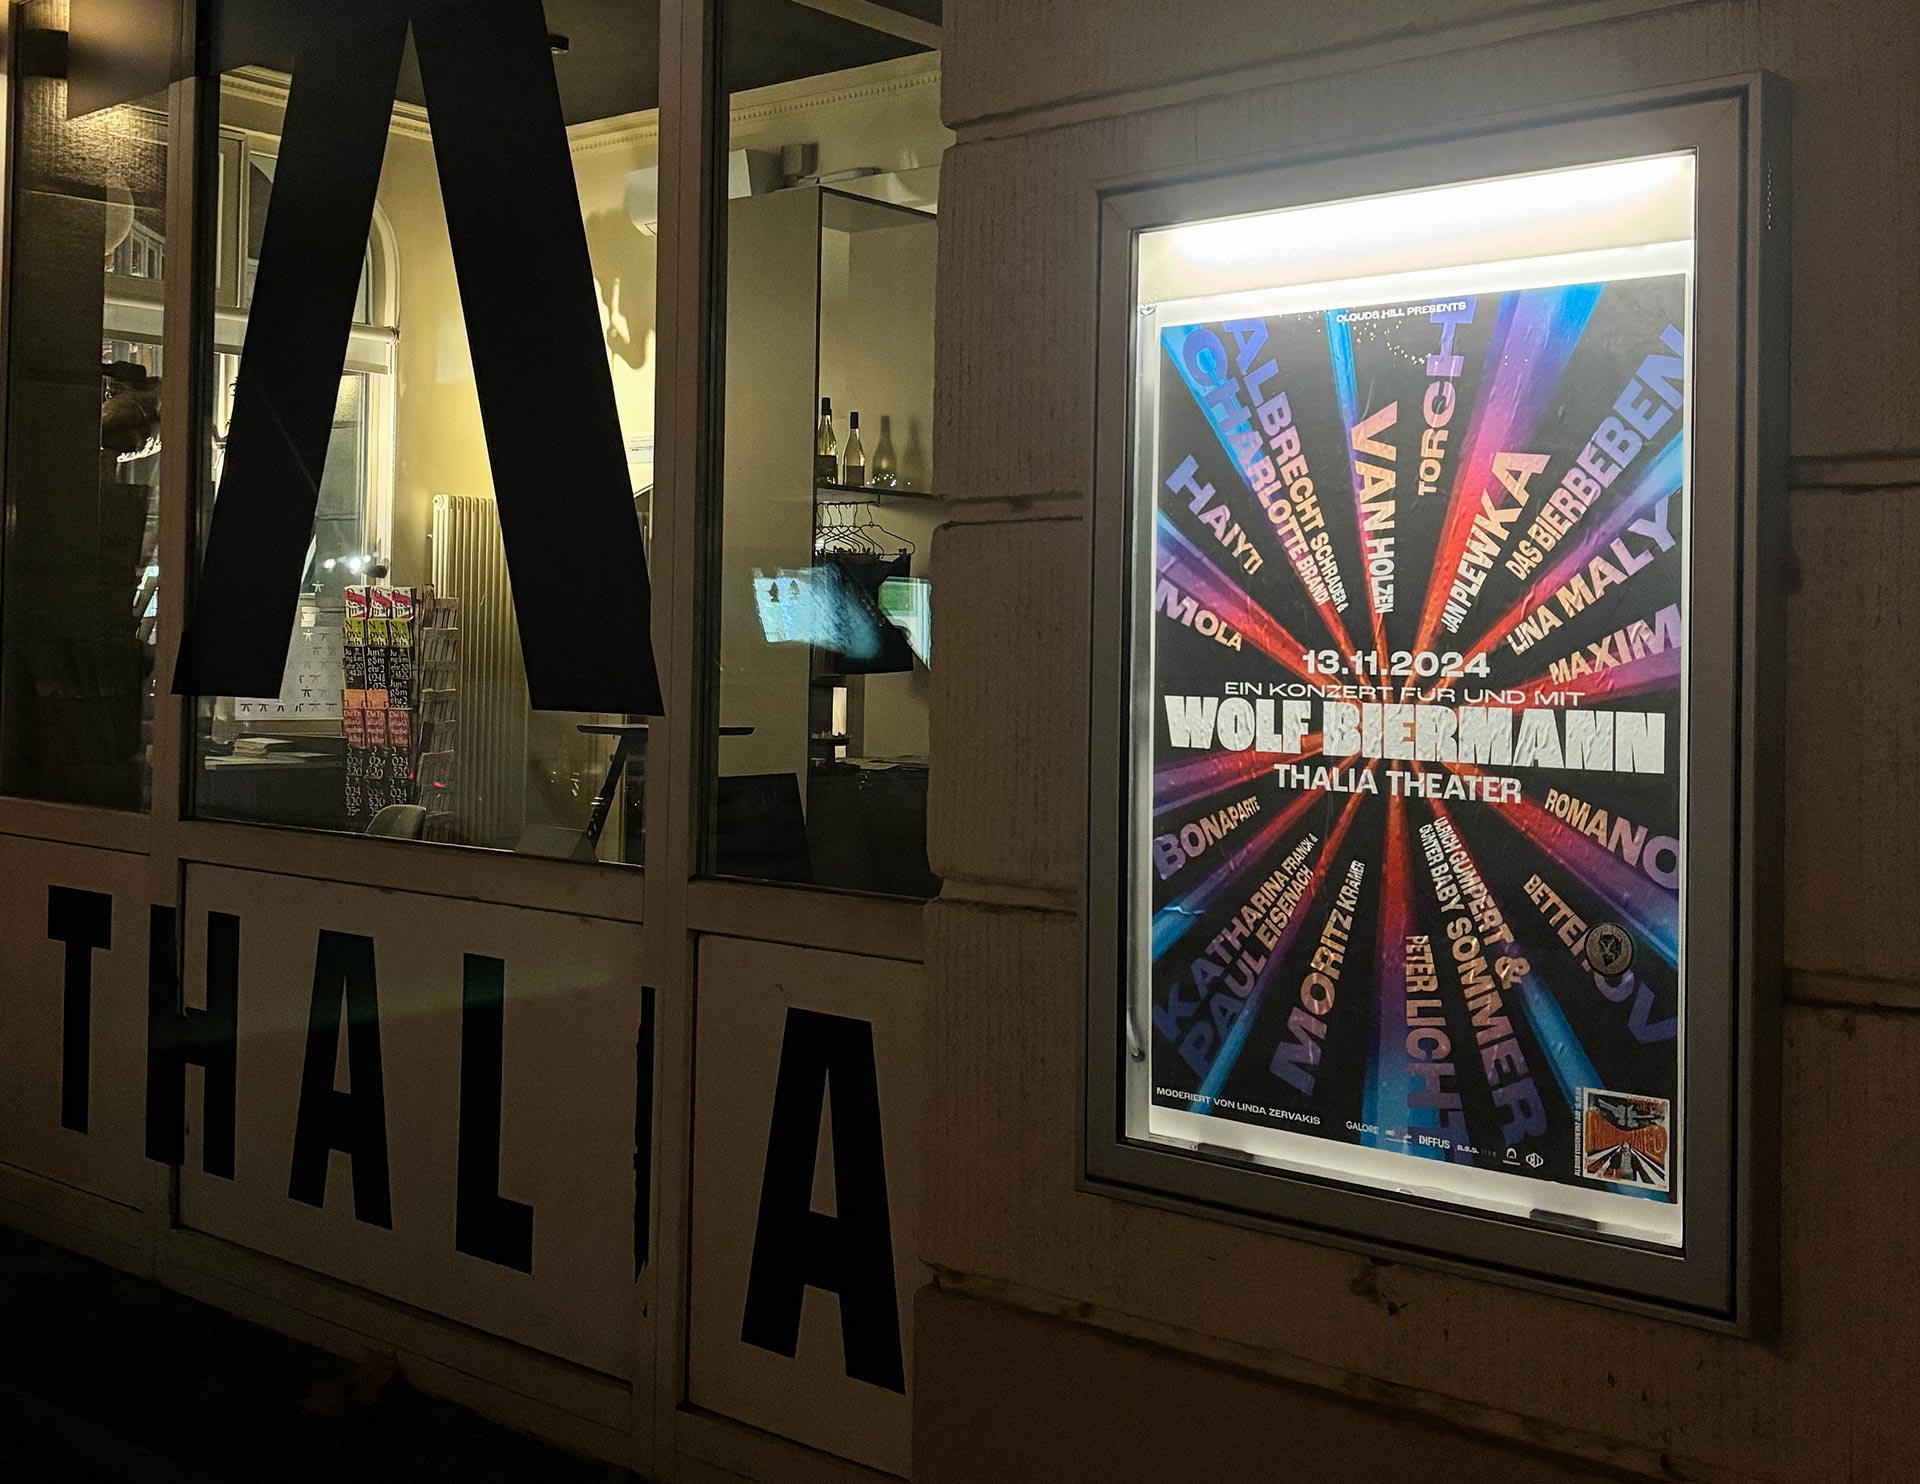 THALIA
CLOUDS HILL PRESENTS
ALBRECHT SCHRADER &
CHARLOTTE BRANDI
VAN HOLZEN
TORCH
JAN PLEWKA
DAS BIERBEBEN
HAIYTI
LINA MALY
MOLA
MAXIM
13.11.2024
EIN KONZERT FÜR UND MIT
WOLF BIERMANN
THALIA THEATER
BONAPARTE
ROMANO
KATHARINA FRANCK &
PAUL EISENACH
MORITZ KRÄMER
PETER LICHT
ULRICH GUMPERT &
GÜNTER BABY SOMMER
MODERIERT VON LINDA ZERVAKIS
GALORE
DIFFUS